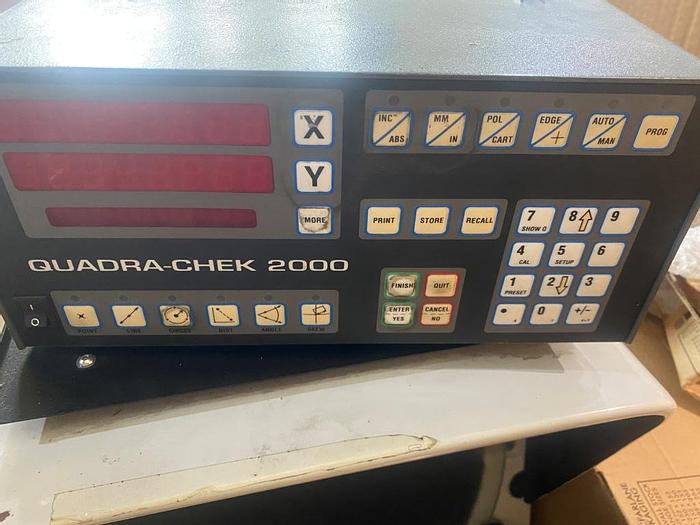 X
Y
MORE
INC ABS
MM IN
POL CART
EDGE
AUTO MAN
PROG
PRINT STORE RECALL
7 SHOW Q
8
9
4 CAL
5 SETUP
6
1 PRESET
2
3
.
0
+/-
QUADRA-CHEK 2000
FINISH QUIT
ENTER YES
CANCEL NO
I
O
POINT LINE CIRCLE DIST ANGLE SKEW